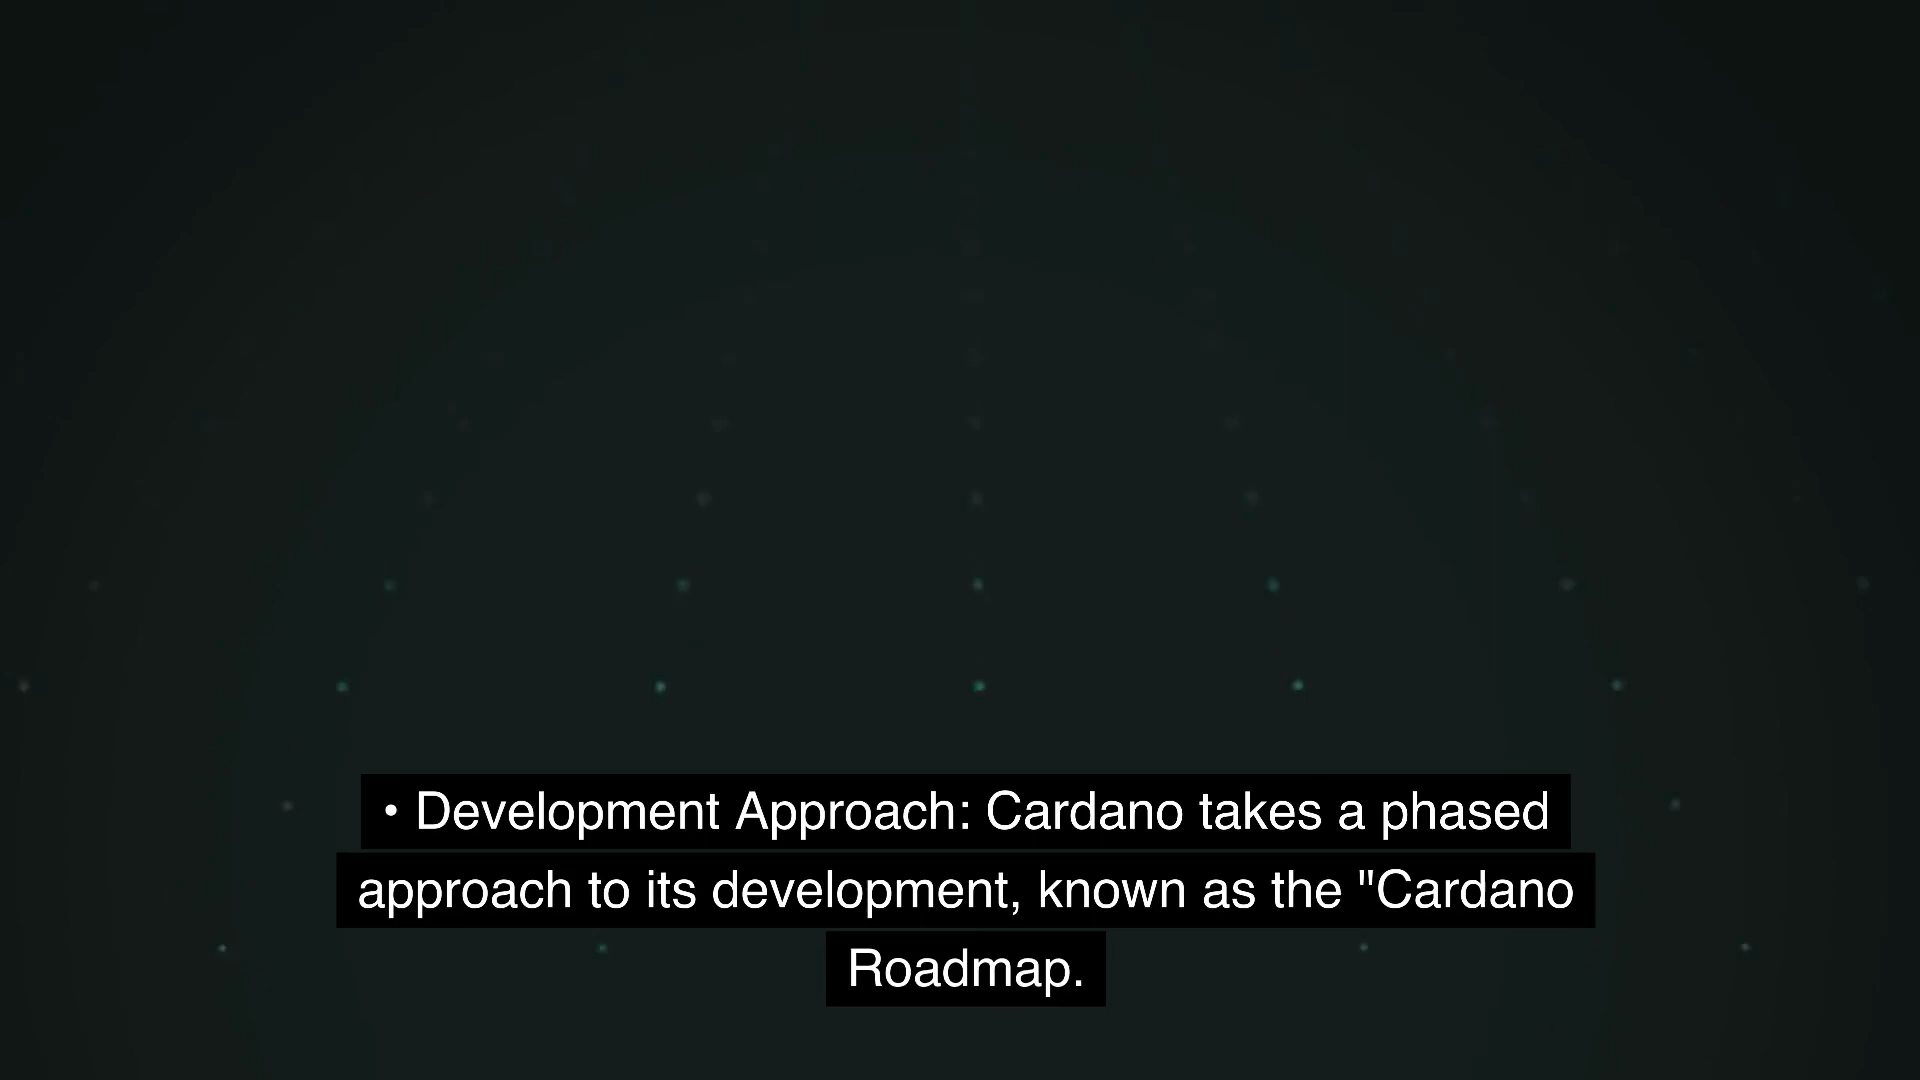 • Development Approach: Cardano takes a phased
approach to its development, known as the "Cardano
Roadmap.